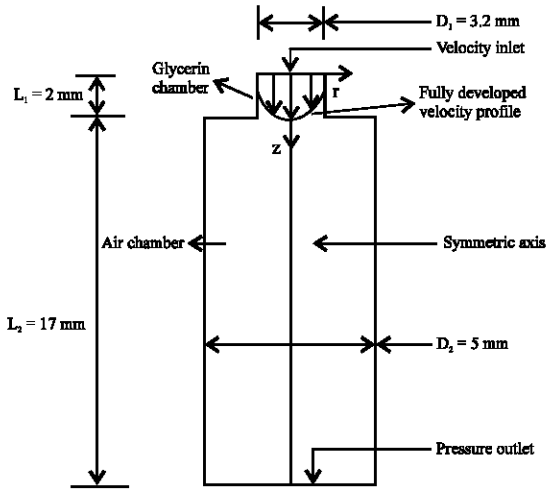 D₁ = 3.2 mm
Velocity inlet
Glycerin
chamber
L₁ = 2 mm
r
Fully developed
velocity profile
z
Air chamber
Symmetric axis
L₂ = 17 mm
D₂ = 5 mm
Pressure outlet